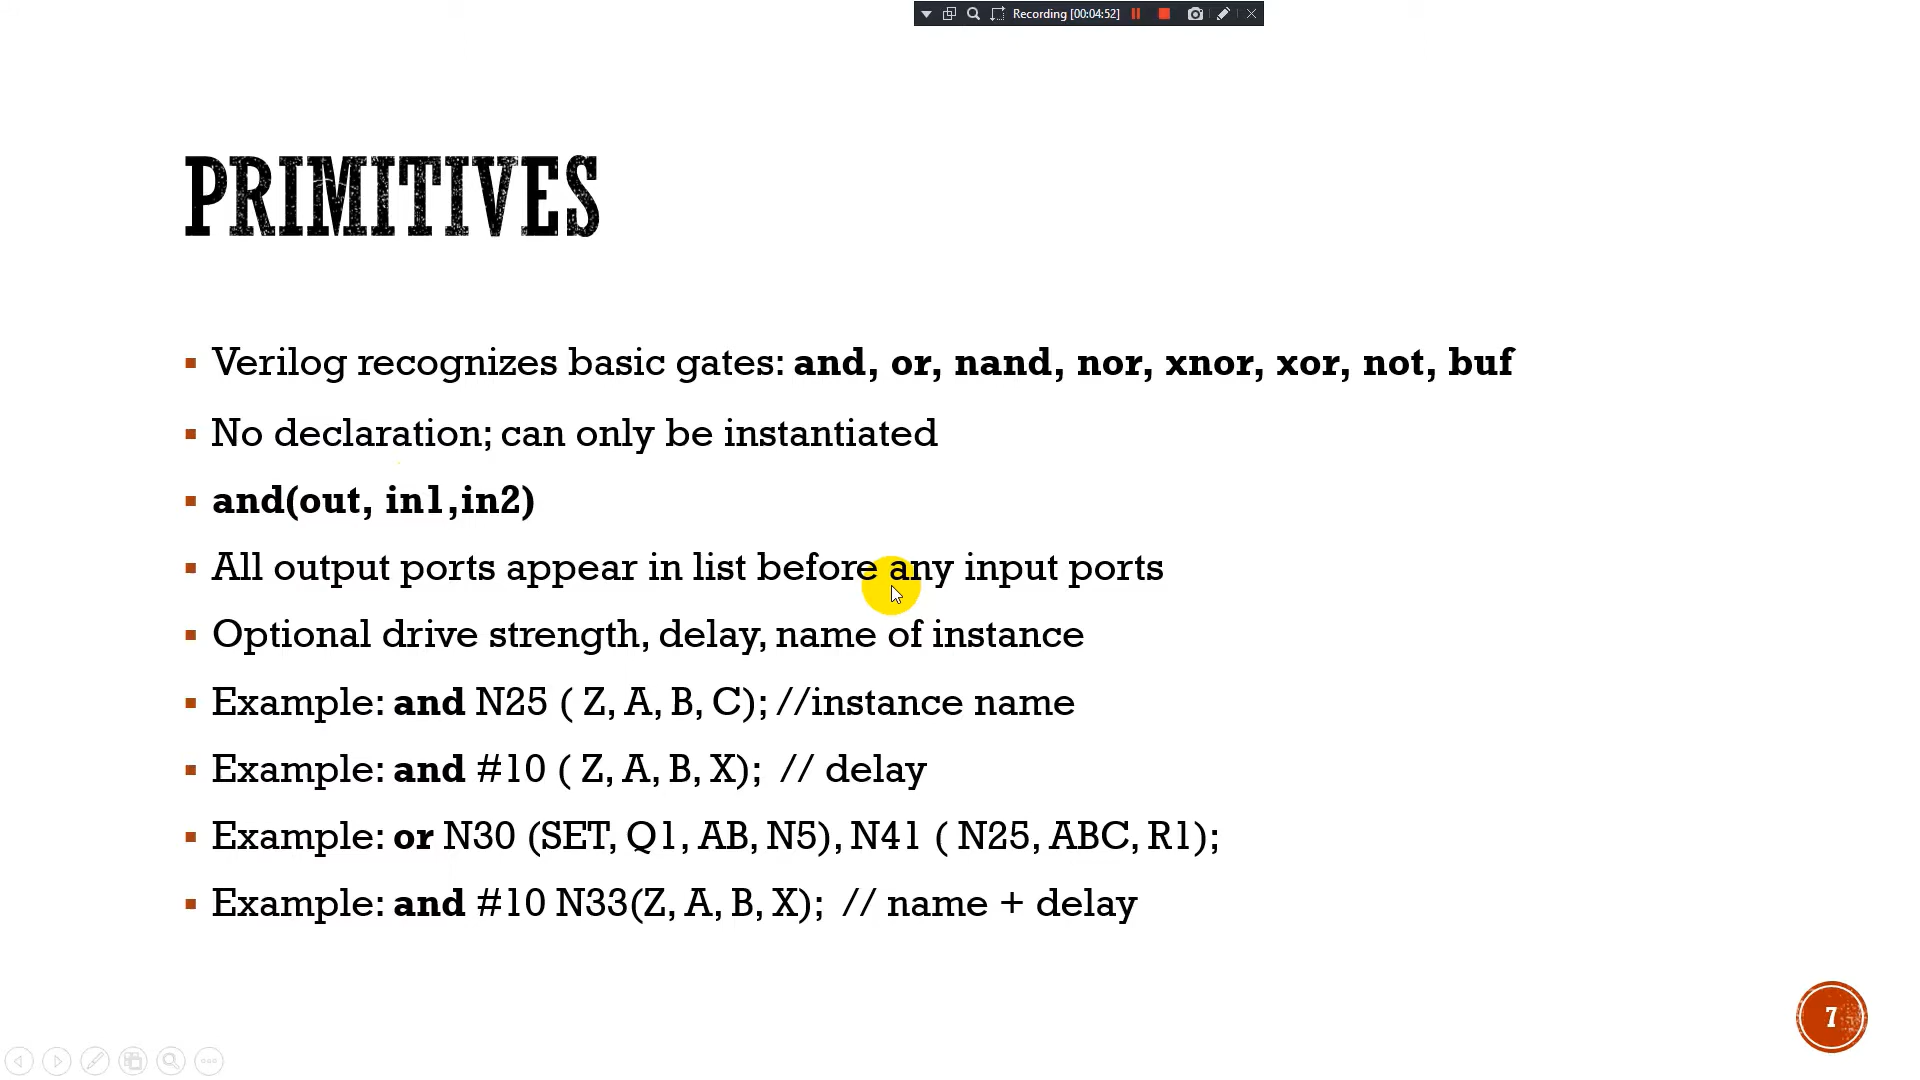 Recording [00:04:52]
PRIMITIVES
Verilog recognizes basic gates: and, or, nand, nor, xnor, xor, not, buf
No declaration; can only be instantiated
and(out, in1,in2)
All output ports appear in list before any input ports
Optional drive strength, delay, name of instance
Example: and N25 ( Z, A, B, C); //instance name
Example: and #10 ( Z, A, B, X);  // delay
Example: or N30 (SET, Q1, AB, N5), N41 ( N25, ABC, R1);
Example: and #10 N33(Z, A, B, X);  // name + delay
7